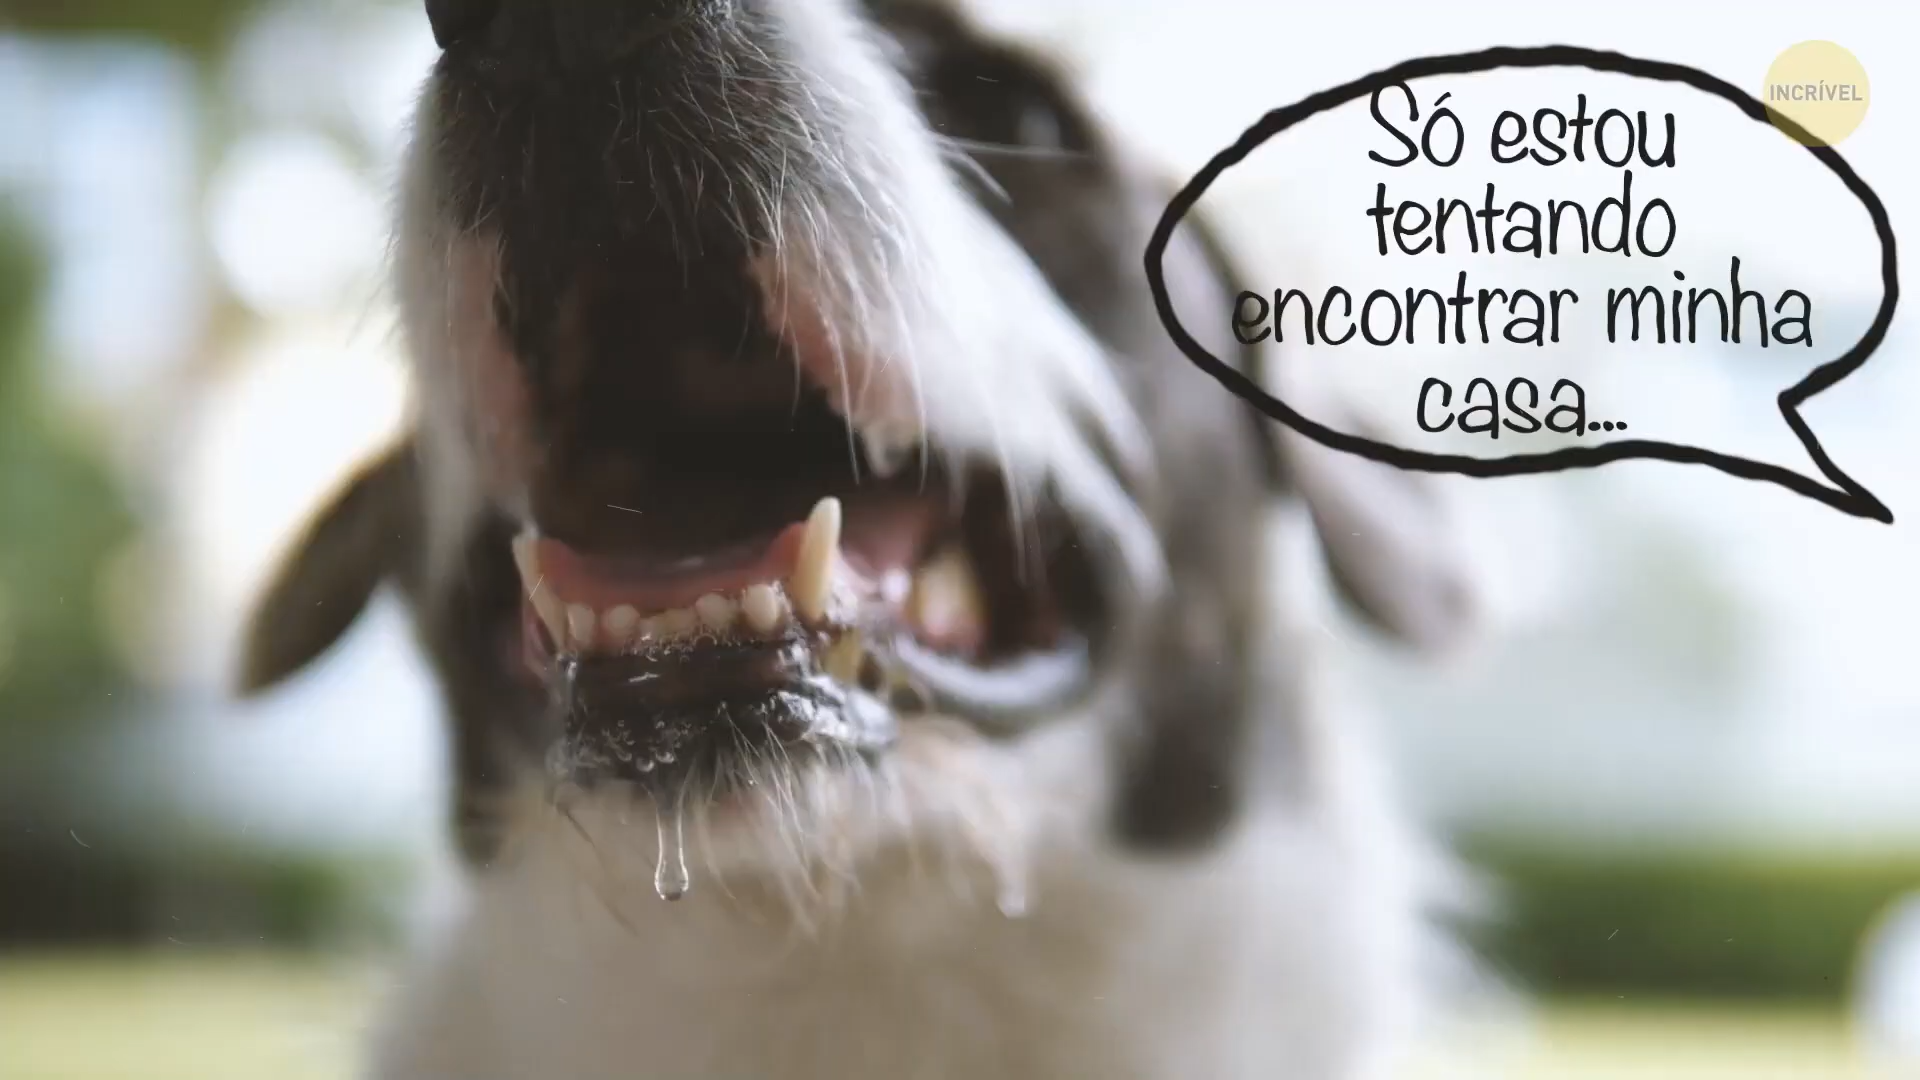 INCRÍVEL
Só estou
tentando
encontrar minha
casa...